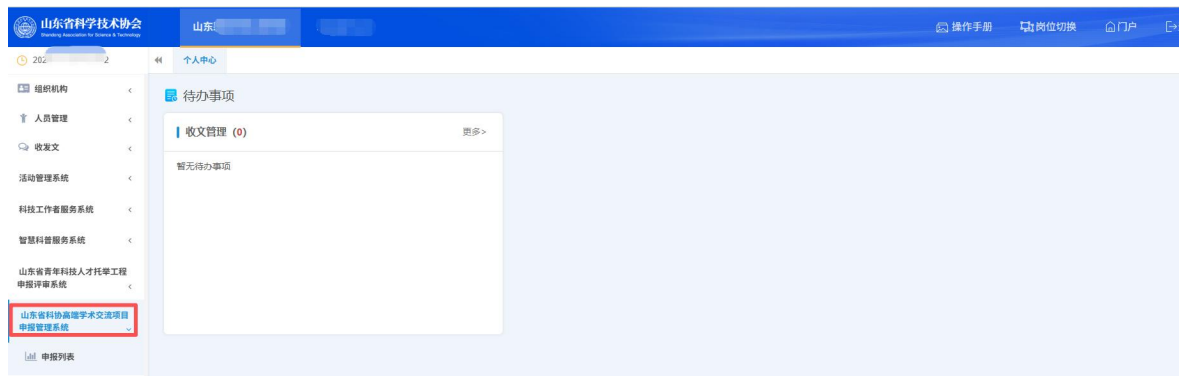 山东省科学技术协会
Shandong Association for Science & Technology
山东
操作手册
岗位切换
门户
202
2
个人中心
组织机构
待办事项
人员管理
收文管理 (0)
更多>
收发文
暂无待办事项
活动管理系统
科技工作者服务系统
智慧科普服务系统
山东省青年科技人才托举工程
申报评审系统
山东省科协高端学术交流项目
申报管理系统
申报列表